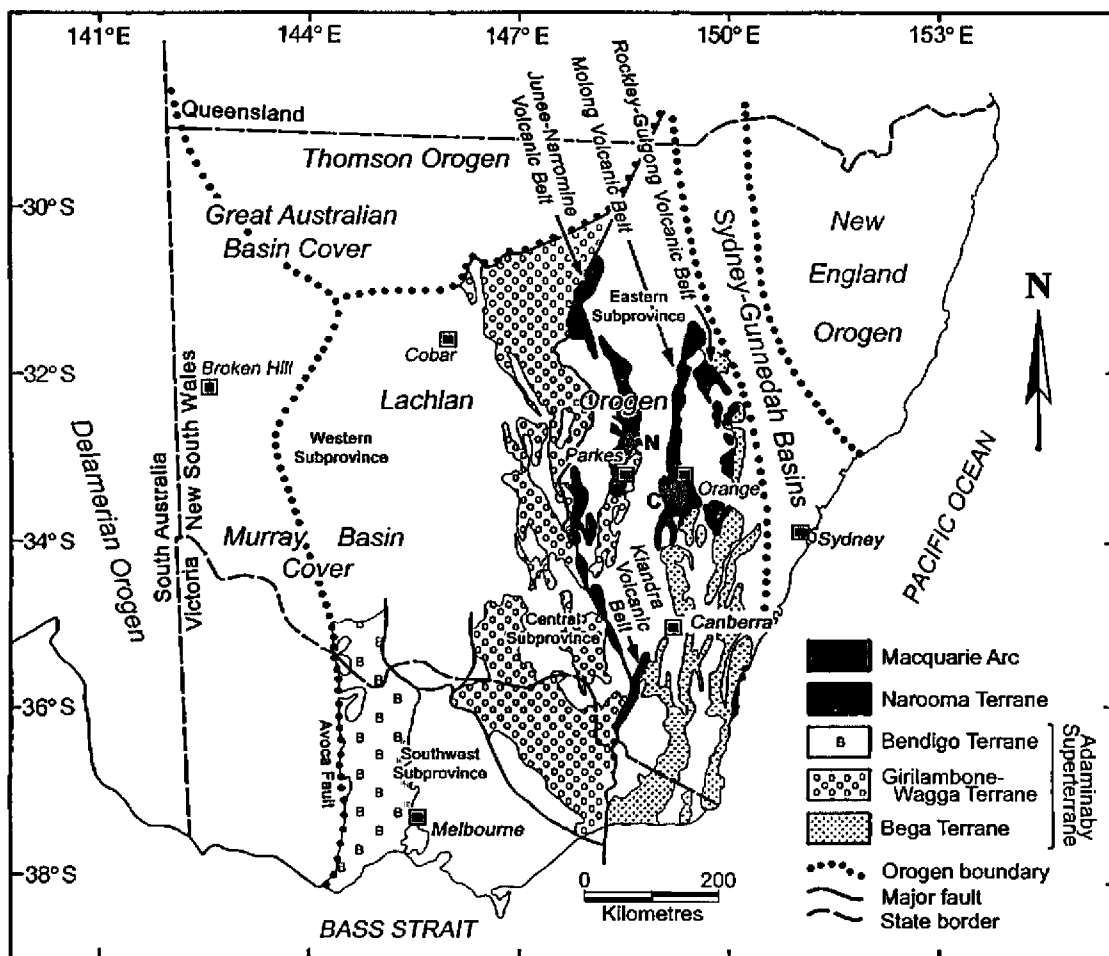 141°E
144°E
147°E
150°E
153°E
Queensland
Thomson Orogen
Junee-Narromine
Volcanic Belt
Molong Volcanic Belt
Rockley-Gulgong Volcanic Belt
30°S
Great Australian
Basin Cover
Sydney-Gunnedah Basins
New
England
Orogen
N
Eastern
Subprovince
Cobar
32°S
Broken Hill
Lachlan
Orogen
South Australia
New South Wales
Victoria
Delamerian Orogen
Western
Subprovince
Parkes
N
C
Orange
34°S
Murray Basin
Cover
Sydney
PACIFIC OCEAN
Kiandra
Volcanic
Belt
Central
Subprovince
Canberra
36°S
Avoca Fault
B
B
B
B
B
B
B
B
B
B
B
B
Southwest
Subprovince
Melbourne
38°S
BASS STRAIT
0 200
Kilometres
Macquarie Arc
Narooma Terrane
B Bendigo Terrane
Girilambone-
Wagga Terrane
Bega Terrane
Adaminaby
Superterrane
Orogen boundary
Major fault
State border